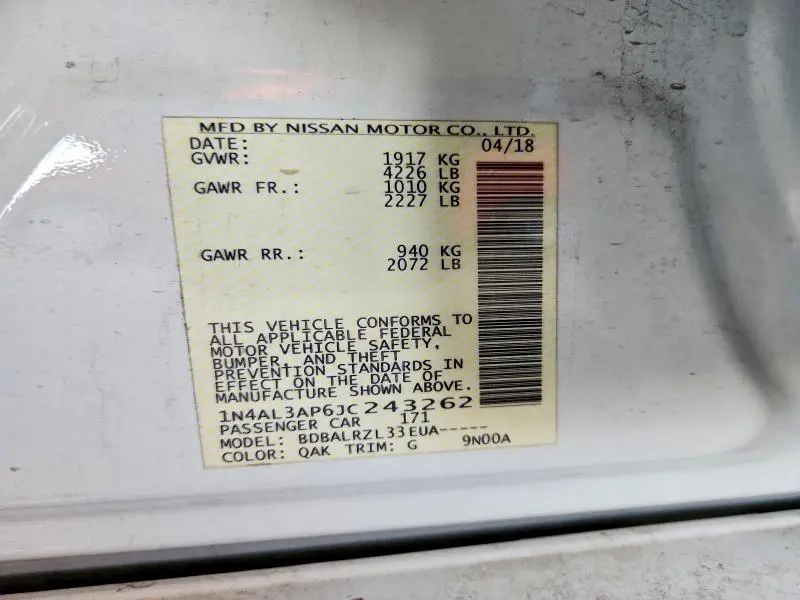 MFD BY NISSAN MOTOR CO., LTD.
DATE: 04/18
GVWR: 1917 KG
4226 LB
GAWR FR.: 1010 KG
2227 LB
GAWR RR.: 940 KG
2072 LB
THIS VEHICLE CONFORMS TO
ALL APPLICABLE FEDERAL
MOTOR VEHICLE SAFETY,
BUMPER, AND THEFT
PREVENTION STANDARDS IN
EFFECT ON THE DATE OF
MANUFACTURE SHOWN ABOVE.
1N4AL3AP6JC243262
PASSENGER CAR 171
MODEL: BDBALRZL33EUA-----
COLOR: QAK TRIM: G 9N00A